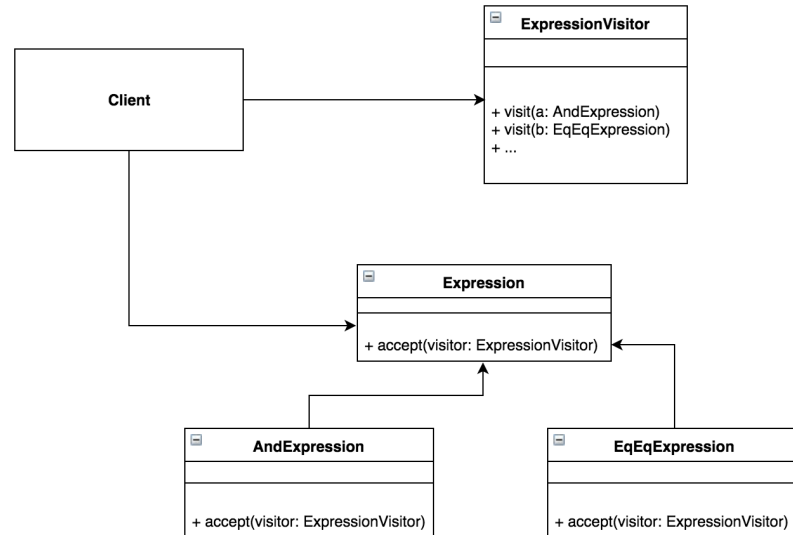 ExpressionVisitor
Client
+ visit(a: AndExpression)
+ visit(b: EqEqExpression)
+ ...
Expression
+ accept(visitor: ExpressionVisitor)
AndExpression
+ accept(visitor: ExpressionVisitor)
EqEqExpression
+ accept(visitor: ExpressionVisitor)